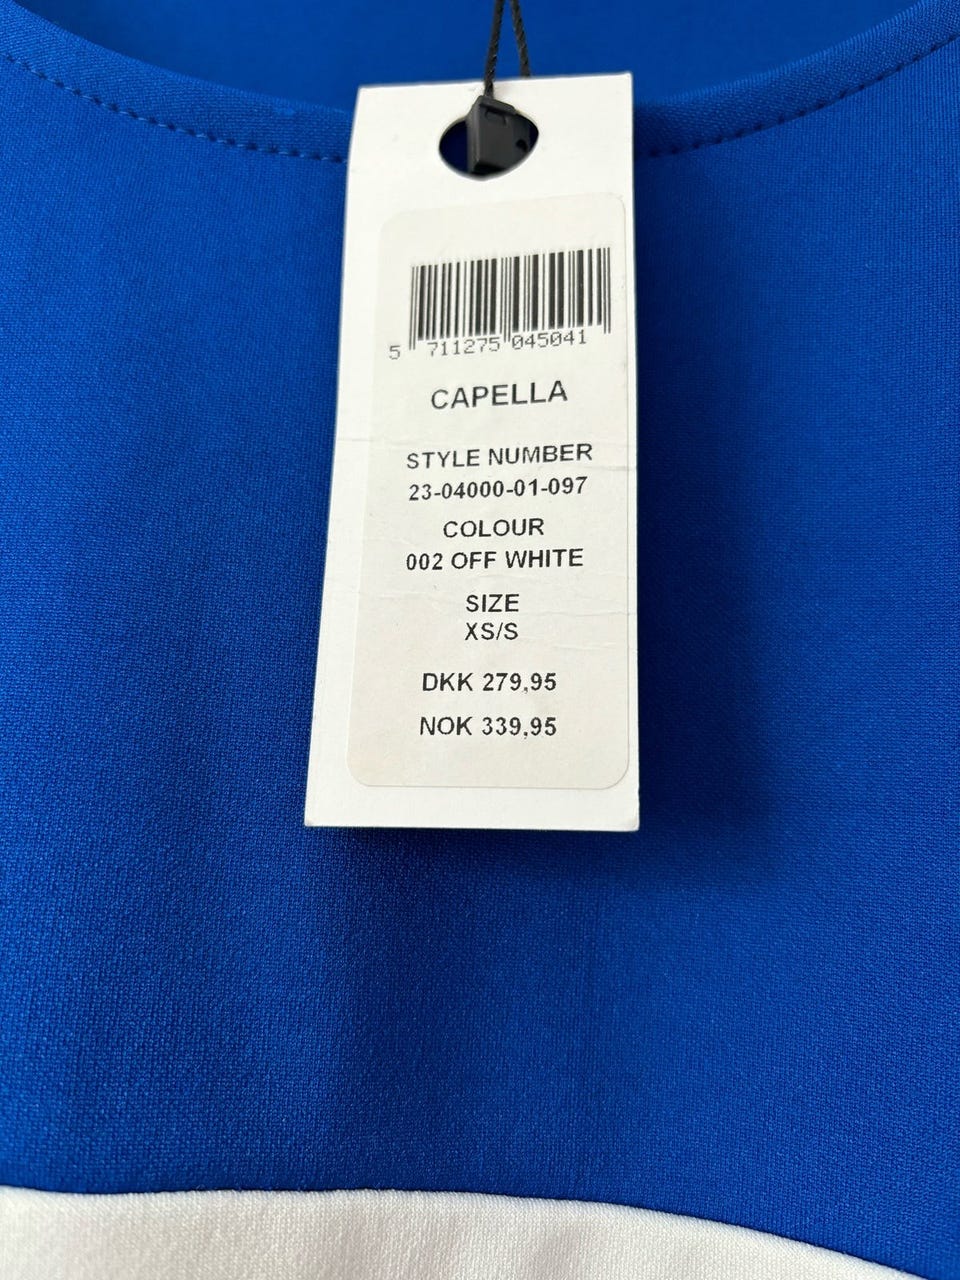 5 711275 045041
CAPELLA
STYLE NUMBER
23-04000-01-097
COLOUR
002 OFF WHITE
SIZE
XS/S
DKK 279,95
NOK 339,95